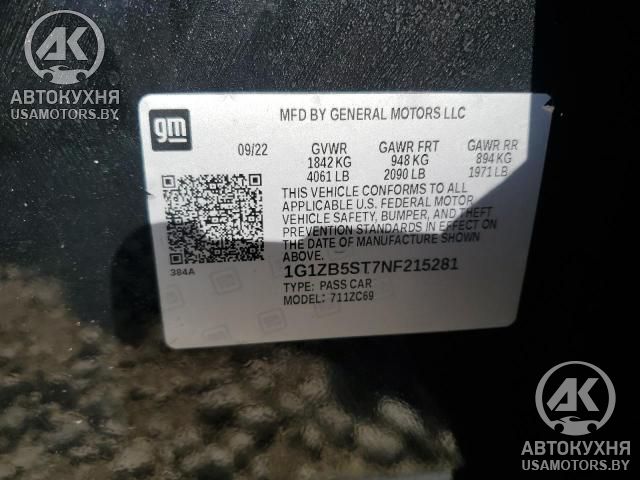 AK
АВТОКУХНЯ
USAMOTORS.BY
gm
MFD BY GENERAL MOTORS LLC
09/22 GVWR GAWR FRT GAWR RR
1842 KG 948 KG 894 KG
4061 LB 2090 LB 1971 LB
THIS VEHICLE CONFORMS TO ALL
APPLICABLE U.S. FEDERAL MOTOR
VEHICLE SAFETY, BUMPER, AND THEFT
PREVENTION STANDARDS IN EFFECT ON
THE DATE OF MANUFACTURE SHOWN
ABOVE.
384A
1G1ZB5ST7NF215281
TYPE: PASS CAR
MODEL: 711ZC69
AK
АВТОКУХНЯ
USAMOTORS.BY